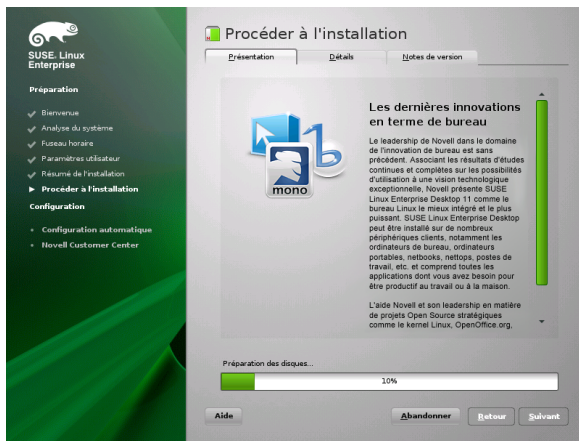 SUSE. Linux
Enterprise
Préparation
Bienvenue
Analyse du système
Fuseau horaire
Paramètres utilisateur
Résumé de l'installation
Procéder à l'installation
Configuration
Configuration automatique
Novell Customer Center
Procéder à l'installation
Présentation
Détails
Notes de version
mono
Les dernières innovations
en terme de bureau
Le leadership de Novell dans le domaine
de l'innovation de bureau est sans
précédent. Associant les résultats d'études
continues et complètes sur les possibilités
d'utilisation à une vision technologique
exceptionnelle, Novell présente SUSE
Linux Enterprise Desktop 11 comme le
bureau Linux le mieux intégré et le plus
puissant. SUSE Linux Enterprise Desktop
peut être installé sur de nombreux
périphériques clients, notamment les
ordinateurs de bureau, ordinateurs
portables, netbooks, nettops, postes de
travail, etc. et comprend toutes les
applications dont vous avez besoin pour
être productif au travail ou à la maison.
L'aide Novell et son leadership en matière
de projets Open Source stratégiques
comme le kernel Linux, OpenOffice.org,
Préparation des disques...
10%
Aide
Abandonner
Retour
Suivant